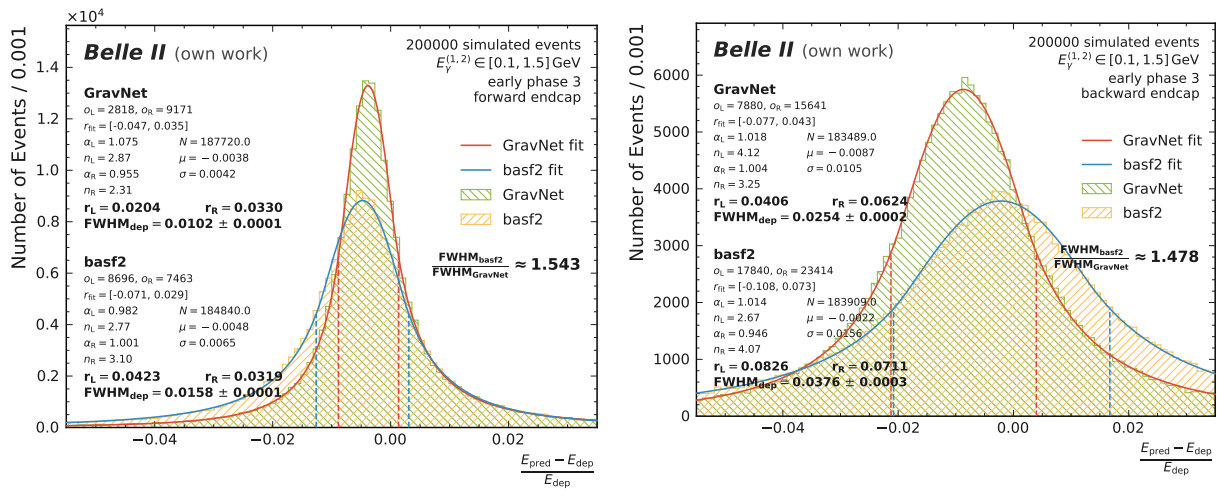 ×10⁴
Number of Events / 0.001
1.4
1.2
1.0
0.8
0.6
0.4
0.2
0.0
Belle II (own work)
200000 simulated events
E_γ^(1,2) ∈ [0.1, 1.5] GeV
early phase 3
forward endcap
GravNet
o_L = 2818, o_R = 9171
r_fit = [-0.047, 0.035]
α_L = 1.075 N = 187720.0
n_L = 2.87 μ = −0.0038
α_R = 0.955 σ = 0.0042
n_R = 2.31
r_L = 0.0204 r_R = 0.0330
FWHM_dep = 0.0102 ± 0.0001
GravNet fit
basf2 fit
GravNet
basf2
FWHM_basf2
FWHM_GravNet ≈ 1.543
basf2
o_L = 8696, o_R = 7463
r_fit = [-0.071, 0.029]
α_L = 0.982 N = 184840.0
n_L = 2.77 μ = −0.0048
α_R = 1.001 σ = 0.0065
n_R = 3.10
r_L = 0.0423 r_R = 0.0319
FWHM_dep = 0.0158 ± 0.0001
−0.04 −0.02 0.00 0.02
E_pred − E_dep
E_dep
Number of Events / 0.001
6000
5000
4000
3000
2000
1000
0
Belle II (own work)
200000 simulated events
E_γ^(1,2) ∈ [0.1, 1.5] GeV
early phase 3
backward endcap
GravNet
o_L = 7880, o_R = 15641
r_fit = [-0.077, 0.043]
α_L = 1.018 N = 183489.0
n_L = 4.12 μ = −0.0087
α_R = 1.004 σ = 0.0105
n_R = 3.25
r_L = 0.0406 r_R = 0.0624
FWHM_dep = 0.0254 ± 0.0002
GravNet fit
basf2 fit
GravNet
basf2
FWHM_basf2
FWHM_GravNet ≈ 1.478
basf2
o_L = 17840, o_R = 23414
r_fit = [-0.108, 0.073]
α_L = 1.014 N = 183909.0
n_L = 2.67 μ = −0.0022
α_R = 0.946 σ = 0.0156
n_R = 4.07
r_L = 0.0826 r_R = 0.0711
FWHM_dep = 0.0376 ± 0.0003
−0.04 −0.02 0.00 0.02
E_pred − E_dep
E_dep